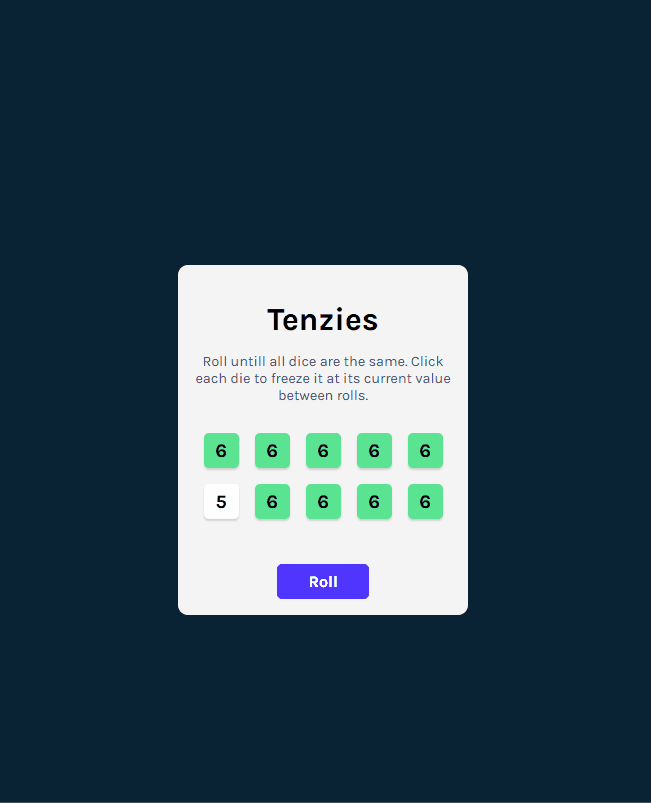 Tenzies
Roll untill all dice are the same. Click
each die to freeze it at its current value
between rolls.
6 6 6 6 6
5 6 6 6 6
Roll